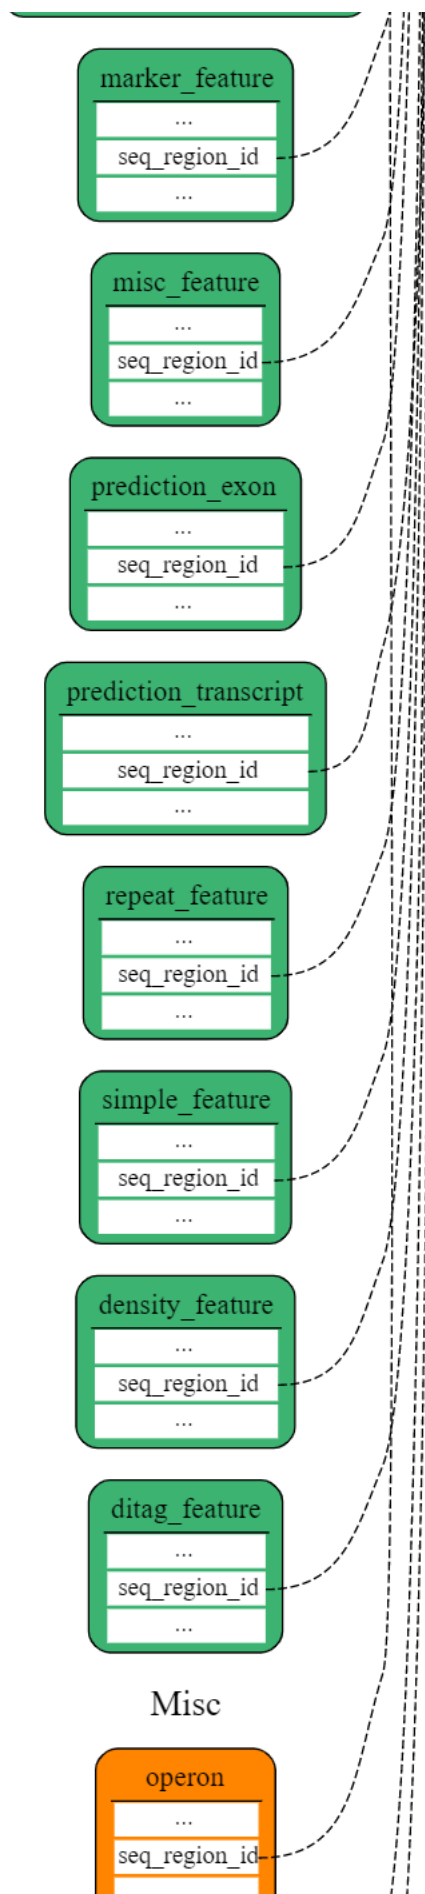 marker_feature
...
seq_region_id
...
misc_feature
...
seq_region_id
...
prediction_exon
...
seq_region_id
...
prediction_transcript
...
seq_region_id
...
repeat_feature
...
seq_region_id
...
simple_feature
...
seq_region_id
...
density_feature
...
seq_region_id
...
ditag_feature
...
seq_region_id
...
Misc
operon
...
seq_region_id